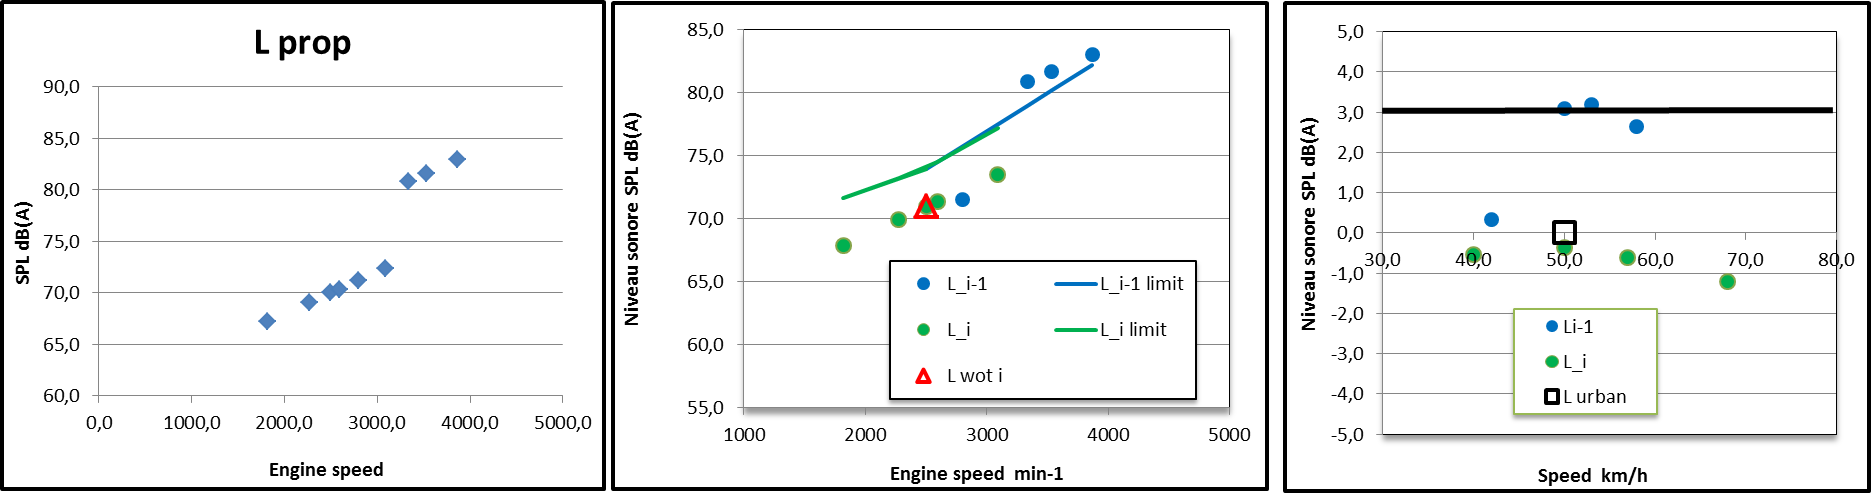 L prop
SPL dB(A)
90,0
85,0
80,0
75,0
70,0
65,0
60,0
0,0 1000,0 2000,0 3000,0 4000,0 5000,0
Engine speed
Niveau sonore SPL dB(A)
85,0
80,0
75,0
70,0
65,0
60,0
55,0
L_i-1 L_i-1 limit
L_i L_i limit
L wot i
1000 2000 3000 4000 5000
Engine speed min-1
Niveau sonore SPL dB(A)
5,0
4,0
3,0
2,0
1,0
0,0
-1,0
-2,0
-3,0
-4,0
-5,0
30,0 40,0 50,0 60,0 70,0 80,0
Li-1
L_i
L urban
Speed km/h